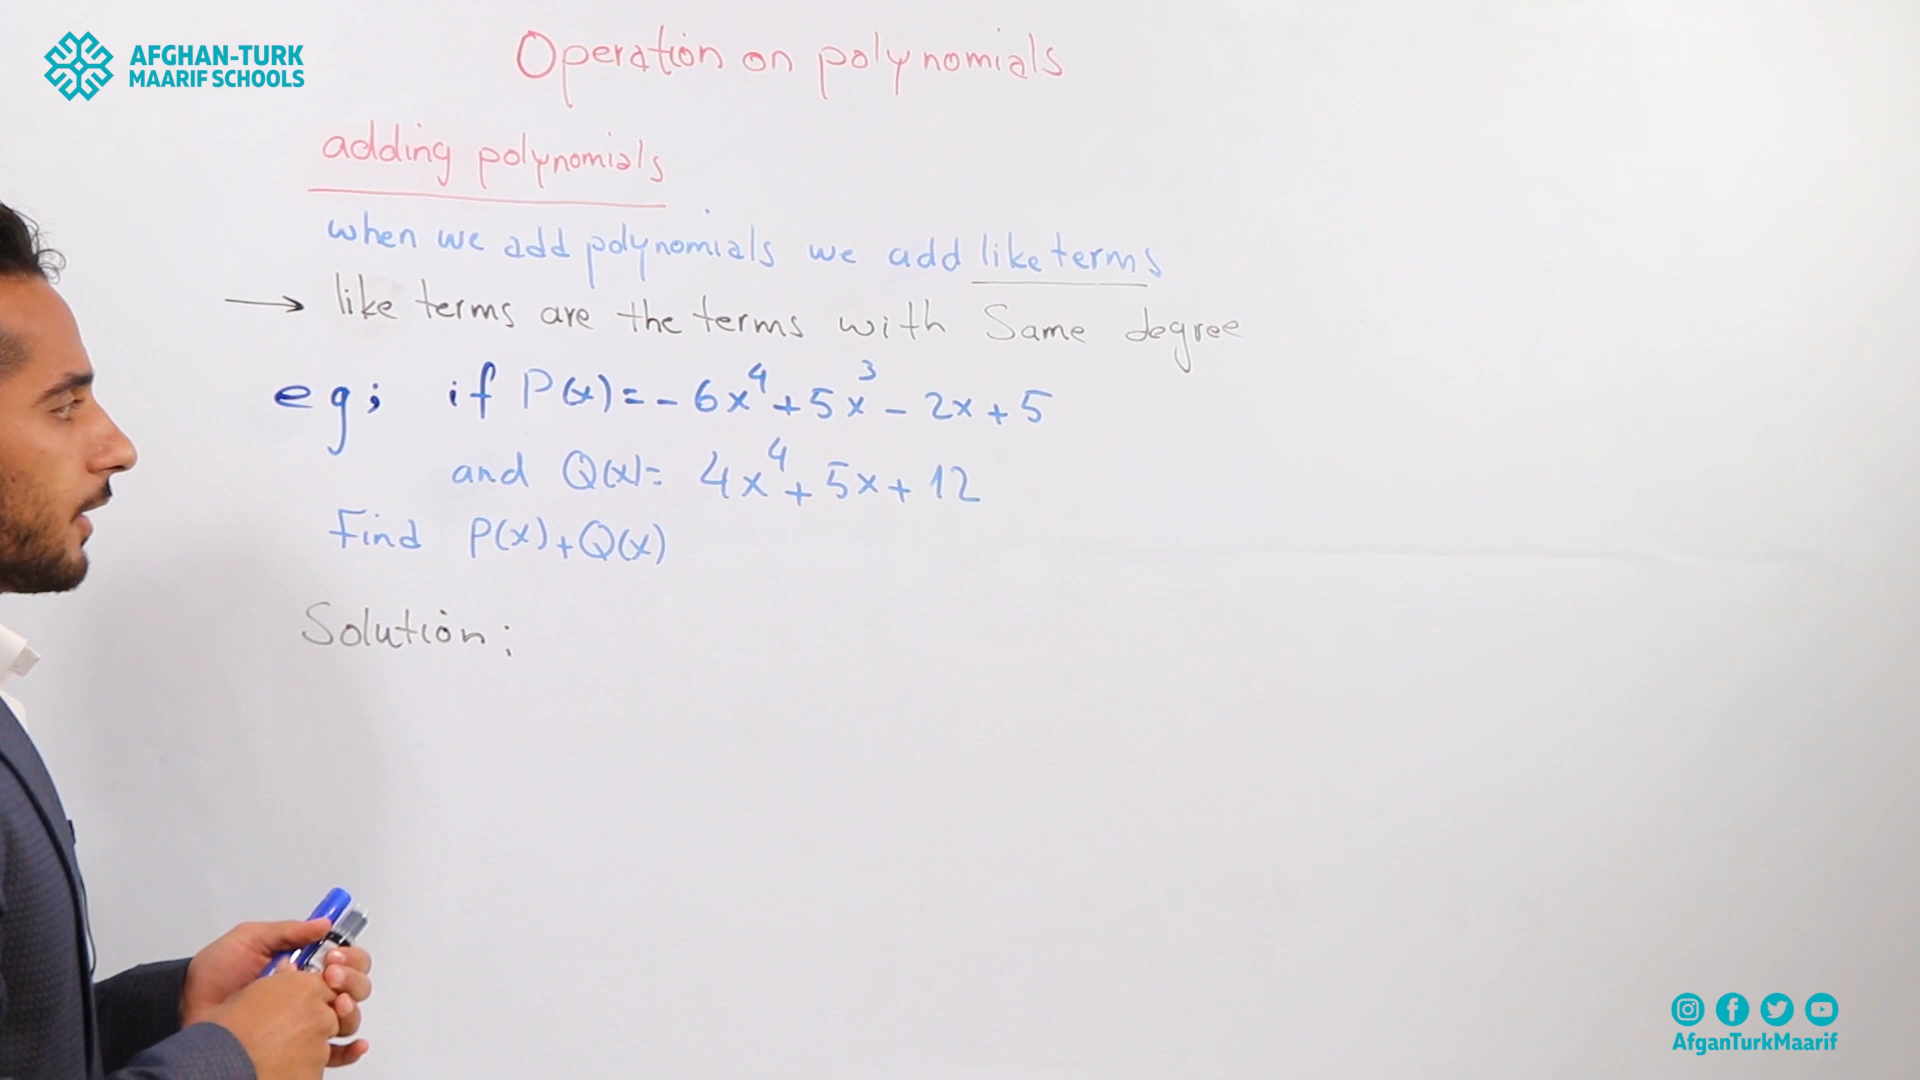 AFGHAN-TURK
MAARIF SCHOOLS
Operation on polynomials
adding polynomials
when we add polynomials we add like terms
→ like terms are the terms with Same degree
eg; if P(x)=-6x⁴+5x³-2x+5
and Q(x)= 4x⁴+5x+12
Find P(x)+Q(x)
Solution:
AfganTurkMaarif